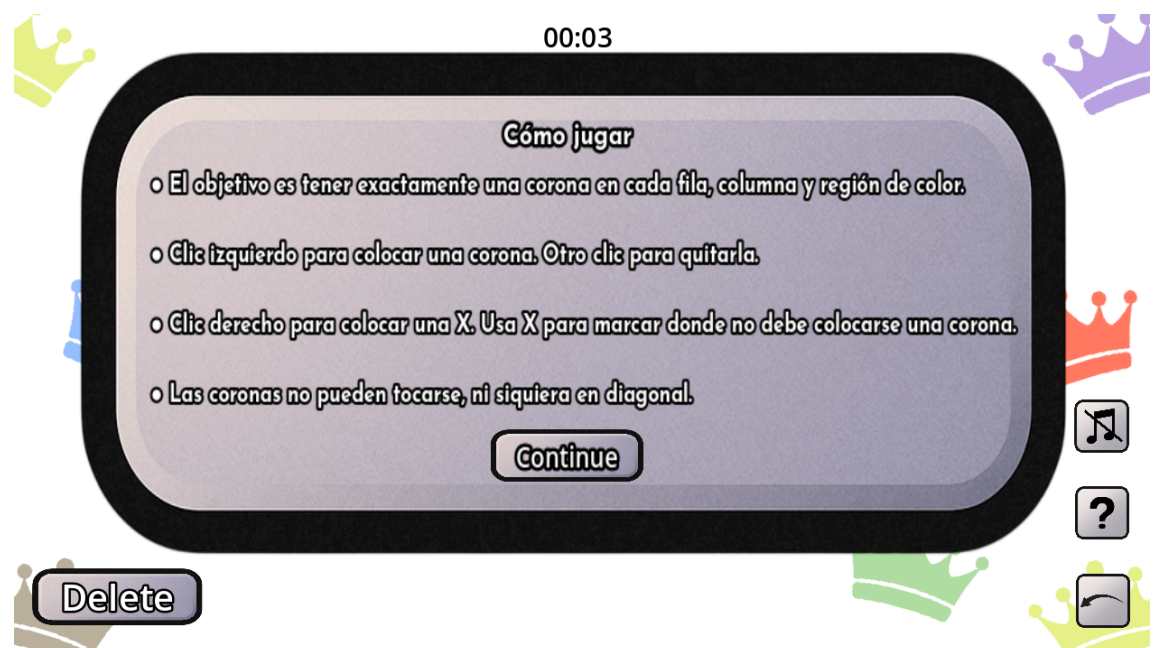 00:03
Cómo jugar
• El objetivo es tener exactamente una corona en cada fila, columna y región de color.
• Clic izquierdo para colocar una corona. Otro clic para quitarla.
• Clic derecho para colocar una X. Usa X para marcar donde no debe colocarse una corona.
• Las coronas no pueden tocarse, ni siquiera en diagonal.
Continue
?
Delete